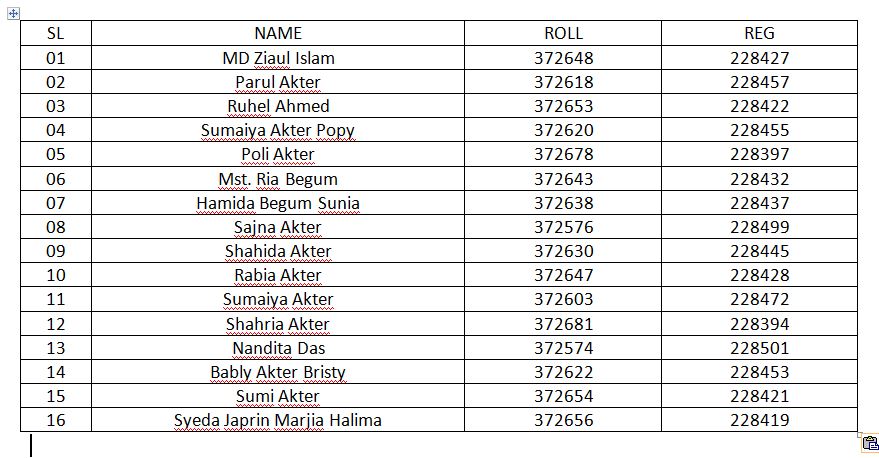 SL NAME ROLL REG
01 MD Ziaul Islam 372648 228427
02 Parul Akter 372618 228457
03 Ruhel Ahmed 372653 228422
04 Sumaiya Akter Popy 372620 228455
05 Poli Akter 372678 228397
06 Mst. Ria Begum 372643 228432
07 Hamida Begum Sunia 372638 228437
08 Sajna Akter 372576 228499
09 Shahida Akter 372630 228445
10 Rabia Akter 372647 228428
11 Sumaiya Akter 372603 228472
12 Shahria Akter 372681 228394
13 Nandita Das 372574 228501
14 Bably Akter Bristy 372622 228453
15 Sumi Akter 372654 228421
16 Syeda Japrin Marjia Halima 372656 228419